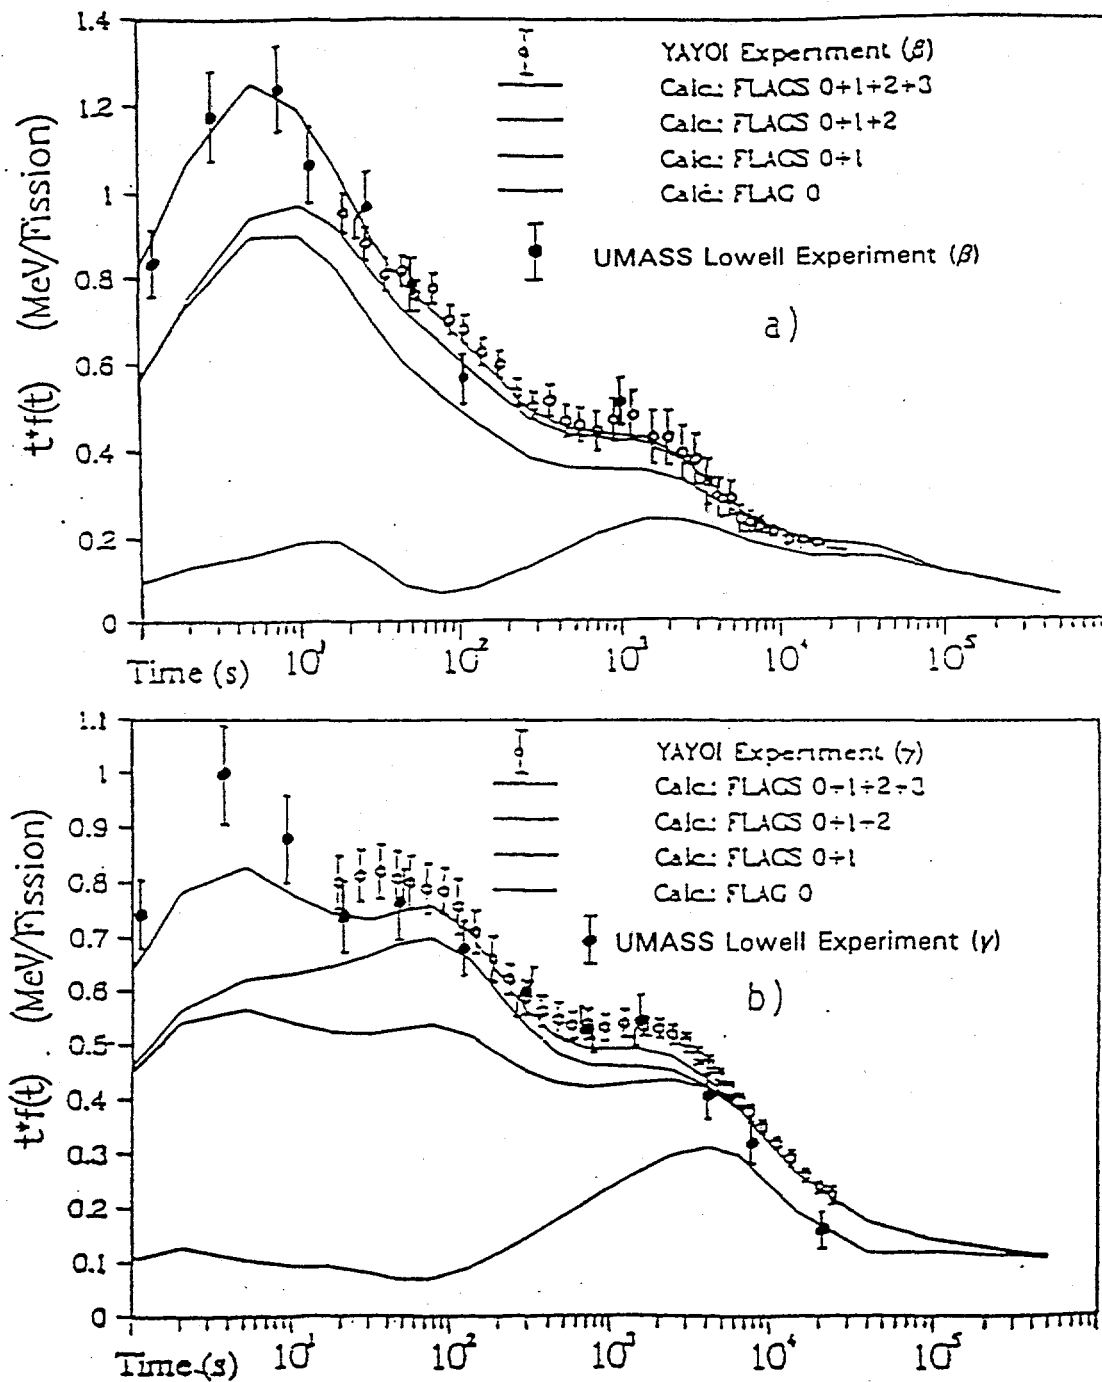 1.4
1.2
1
0.8
0.6
0.4
0.2
0
t*f(t) (MeV/Fission)
YAYOI Experiment (β)
Calc.: FLAGS 0+1+2+3
Calc.: FLAGS 0+1+2
Calc.: FLAGS 0+1
Calc.: FLAG 0
UMASS Lowell Experiment (β)
a)
10¹
10²
10³
10⁴
10⁵
Time (s)
1.1
1
0.9
0.8
0.7
0.6
0.5
0.4
0.3
0.2
0.1
0
t*f(t) (MeV/Fission)
YAYOI Experiment (γ)
Calc.: FLAGS 0+1+2+3
Calc.: FLAGS 0+1+2
Calc.: FLAGS 0+1
Calc.: FLAG 0
UMASS Lowell Experiment (γ)
b)
10¹
10²
10³
10⁴
10⁵
Time (s)